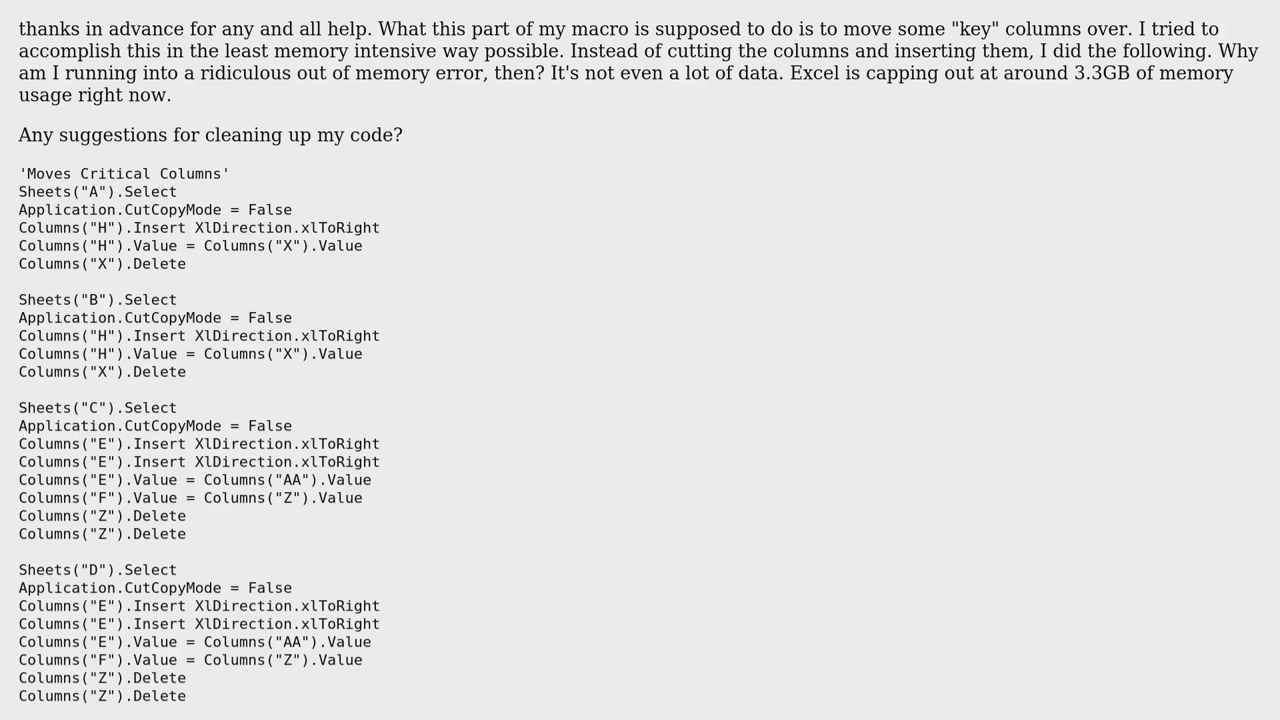 thanks in advance for any and all help. What this part of my macro is supposed to do is to move some "key" columns over. I tried to
accomplish this in the least memory intensive way possible. Instead of cutting the columns and inserting them, I did the following. Why
am I running into a ridiculous out of memory error, then? It's not even a lot of data. Excel is capping out at around 3.3GB of memory
usage right now.
Any suggestions for cleaning up my code?
'Moves Critical Columns'
Sheets("A").Select
Application.CutCopyMode = False
Columns("H").Insert XlDirection.xlToRight
Columns("H").Value = Columns("X").Value
Columns("X").Delete
Sheets("B").Select
Application.CutCopyMode = False
Columns("H").Insert XlDirection.xlToRight
Columns("H").Value = Columns("X").Value
Columns("X").Delete
Sheets("C").Select
Application.CutCopyMode = False
Columns("E").Insert XlDirection.xlToRight
Columns("E").Insert XlDirection.xlToRight
Columns("E").Value = Columns("AA").Value
Columns("F").Value = Columns("Z").Value
Columns("Z").Delete
Columns("Z").Delete
Sheets("D").Select
Application.CutCopyMode = False
Columns("E").Insert XlDirection.xlToRight
Columns("E").Insert XlDirection.xlToRight
Columns("E").Value = Columns("AA").Value
Columns("F").Value = Columns("Z").Value
Columns("Z").Delete
Columns("Z").Delete